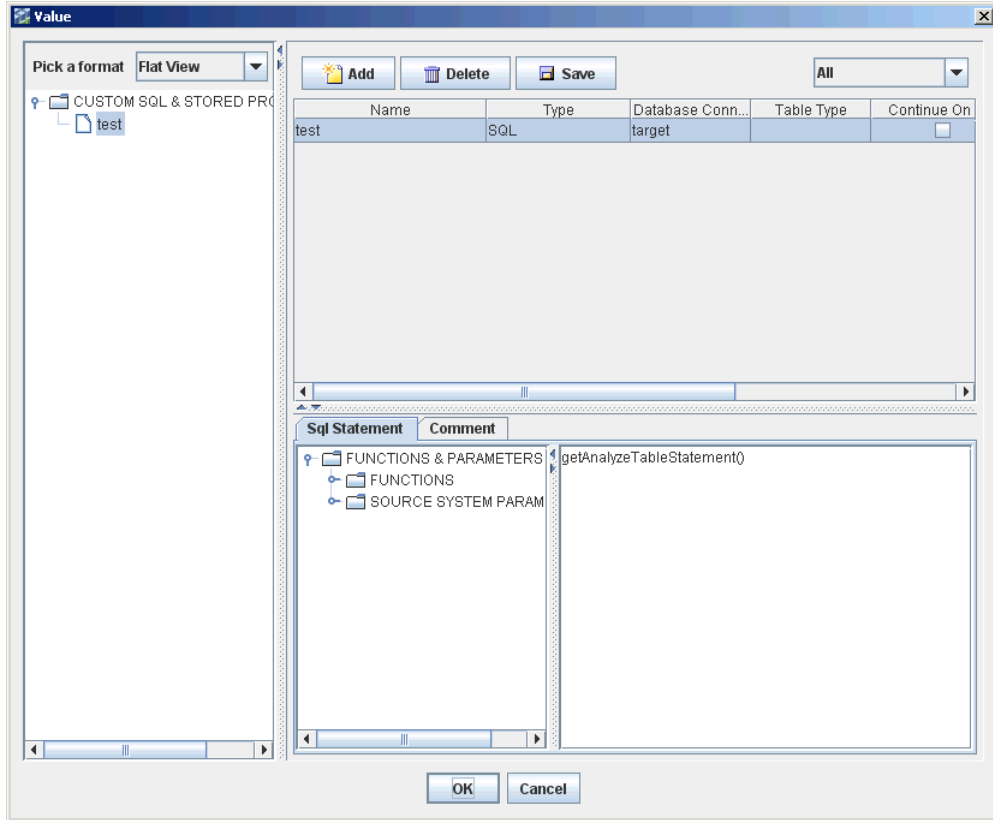 Value
Pick a format Flat View
CUSTOM SQL & STORED PRO
test
Add Delete Save All
Name Type Database Conn... Table Type Continue On
test SQL target
Sql Statement Comment
FUNCTIONS & PARAMETERS
FUNCTIONS
SOURCE SYSTEM PARAM
getAnalyzeTableStatement()
OK Cancel